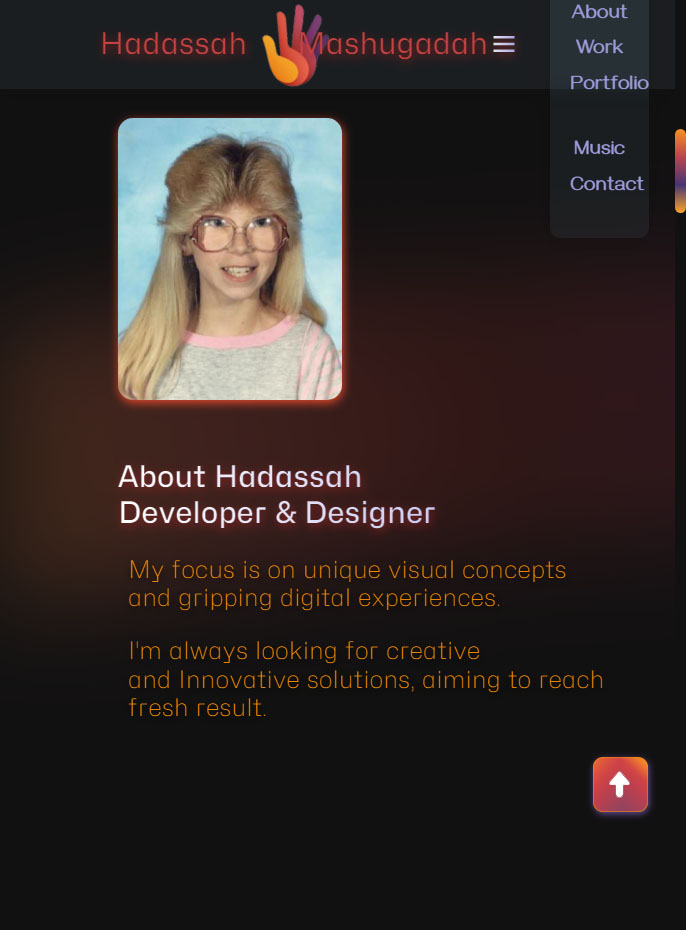 Hadassah Mashugadah
About
Work
Portfolio
Music
Contact
About Hadassah
Developer & Designer
My focus is on unique visual concepts
and gripping digital experiences.
I'm always looking for creative
and Innovative solutions, aiming to reach
fresh result.